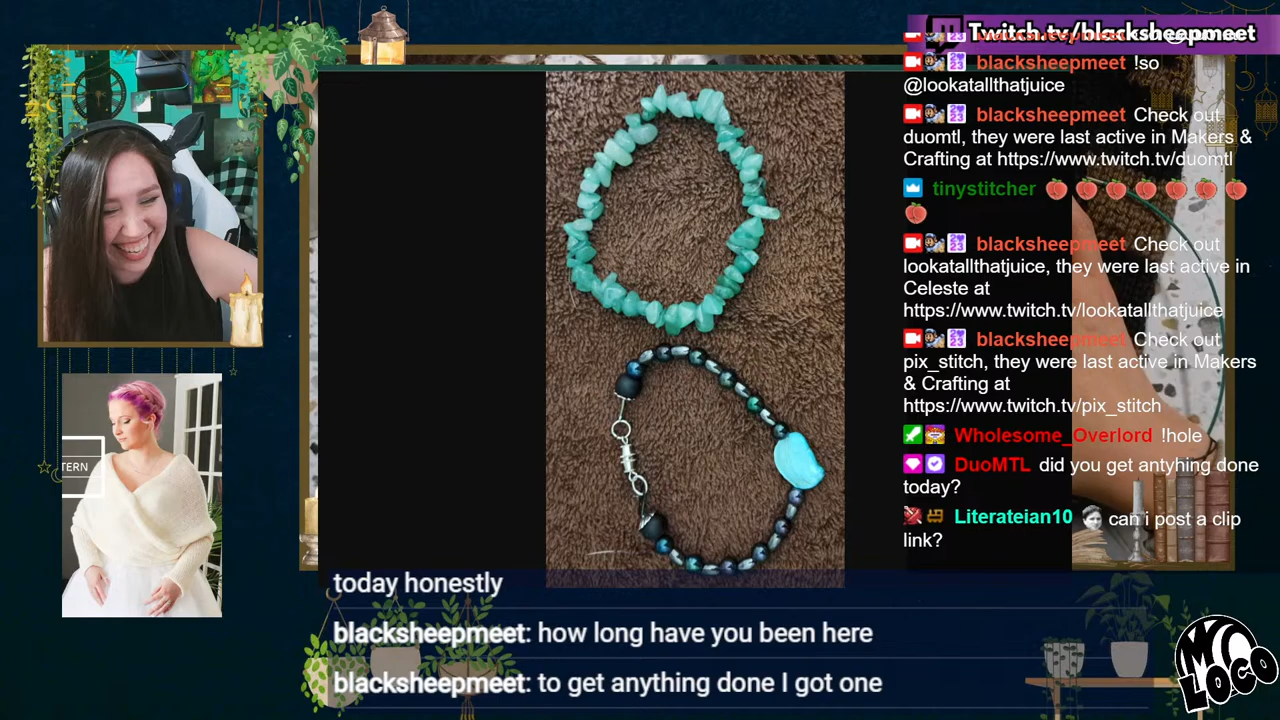 Twitch.tv/blacksheepmeet
blacksheepmeet !so
@lookatallthatjuice
blacksheepmeet Check out
duomtl, they were last active in Makers &
Crafting at https://www.twitch.tv/duomtl
tinystitcher
blacksheepmeet Check out
lookatallthatjuice, they were last active in
Celeste at
https://www.twitch.tv/lookatallthatjuice
blacksheepmeet Check out
pix_stitch, they were last active in Makers
& Crafting at
https://www.twitch.tv/pix_stitch
Wholesome_Overlord !hole
DuoMTL did you get antyhing done
today?
Literateian10 can i post a clip
link?
TERN
today honestly
blacksheepmeet: how long have you been here
blacksheepmeet: to get anything done I got one
MC
LOCO